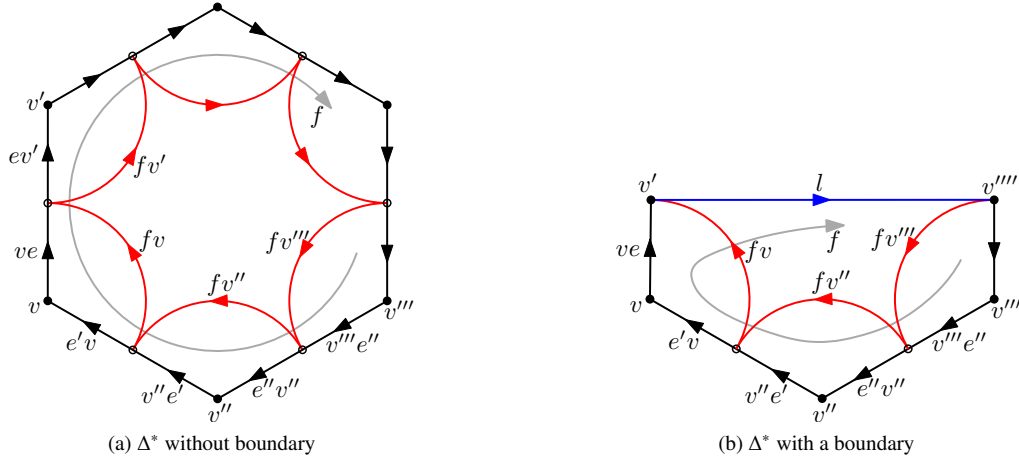 f
v′
ev′
fv′
ve
fv
fv′′′
fv′′
v
v′′′
e′v
v′′′e′′
v′′e′
e′′v′′
v′′
(a) Δ* without boundary
v′
l
v′′′′
ve
fv
f
fv′′′
fv′′
v
v′′′
e′v
v′′′e′′
v′′e′
e′′v′′
v′′
(b) Δ* with a boundary